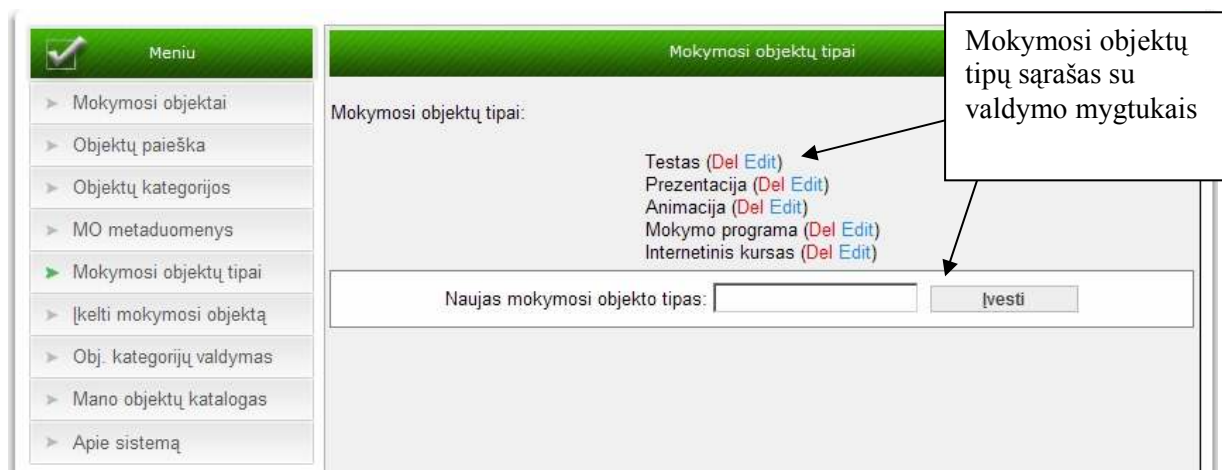 Meniu
Mokymosi objektai
Objektų paieška
Objektų kategorijos
MO metaduomenys
Mokymosi objektų tipai
Įkelti mokymosi objektą
Obj. kategorijų valdymas
Mano objektų katalogas
Apie sistemą
Mokymosi objektų tipai
Mokymosi objektų tipai:
Testas (Del Edit)
Prezentacija (Del Edit)
Animacija (Del Edit)
Mokymo programa (Del Edit)
Internetinis kursas (Del Edit)
Naujas mokymosi objekto tipas: Įvesti
Mokymosi objektų
tipų sąrašas su
valdymo mygtukais